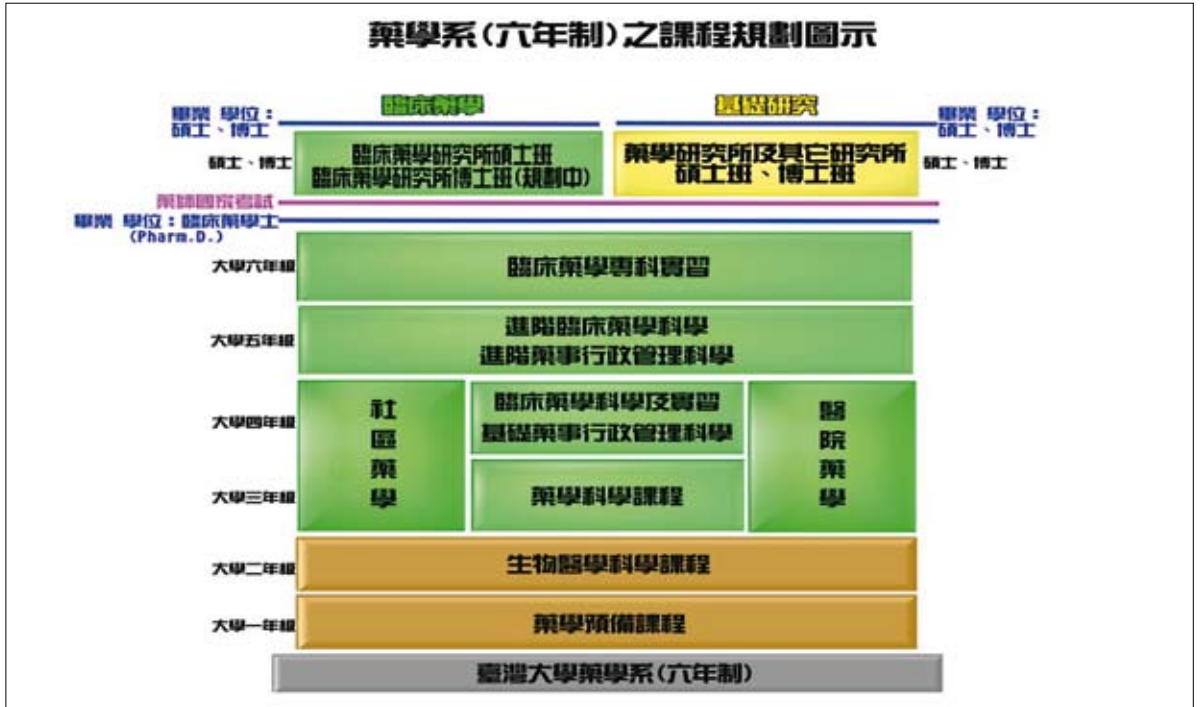 藥學系(六年制)之課程規劃圖示
臨床藥學
基礎研究
畢業 學位：
碩士、博士
畢業 學位：
碩士、博士
碩士、博士
臨床藥學研究所碩士班
臨床藥學研究所博士班(規劃中)
藥學研究所及其它研究所
碩士班、博士班
碩士、博士
藥師國家考試
畢業 學位：臨床藥學士
(Pharm.D.)
大學六年級
臨床藥學專科實習
大學五年級
進階臨床藥學科學
進階藥事行政管理科學
大學四年級
社區藥學
臨床藥學科學及實習
基礎藥事行政管理科學
醫院藥學
大學三年級
藥學科學課程
大學二年級
生物醫學科學課程
大學一年級
藥學預備課程
臺灣大學藥學系(六年制)